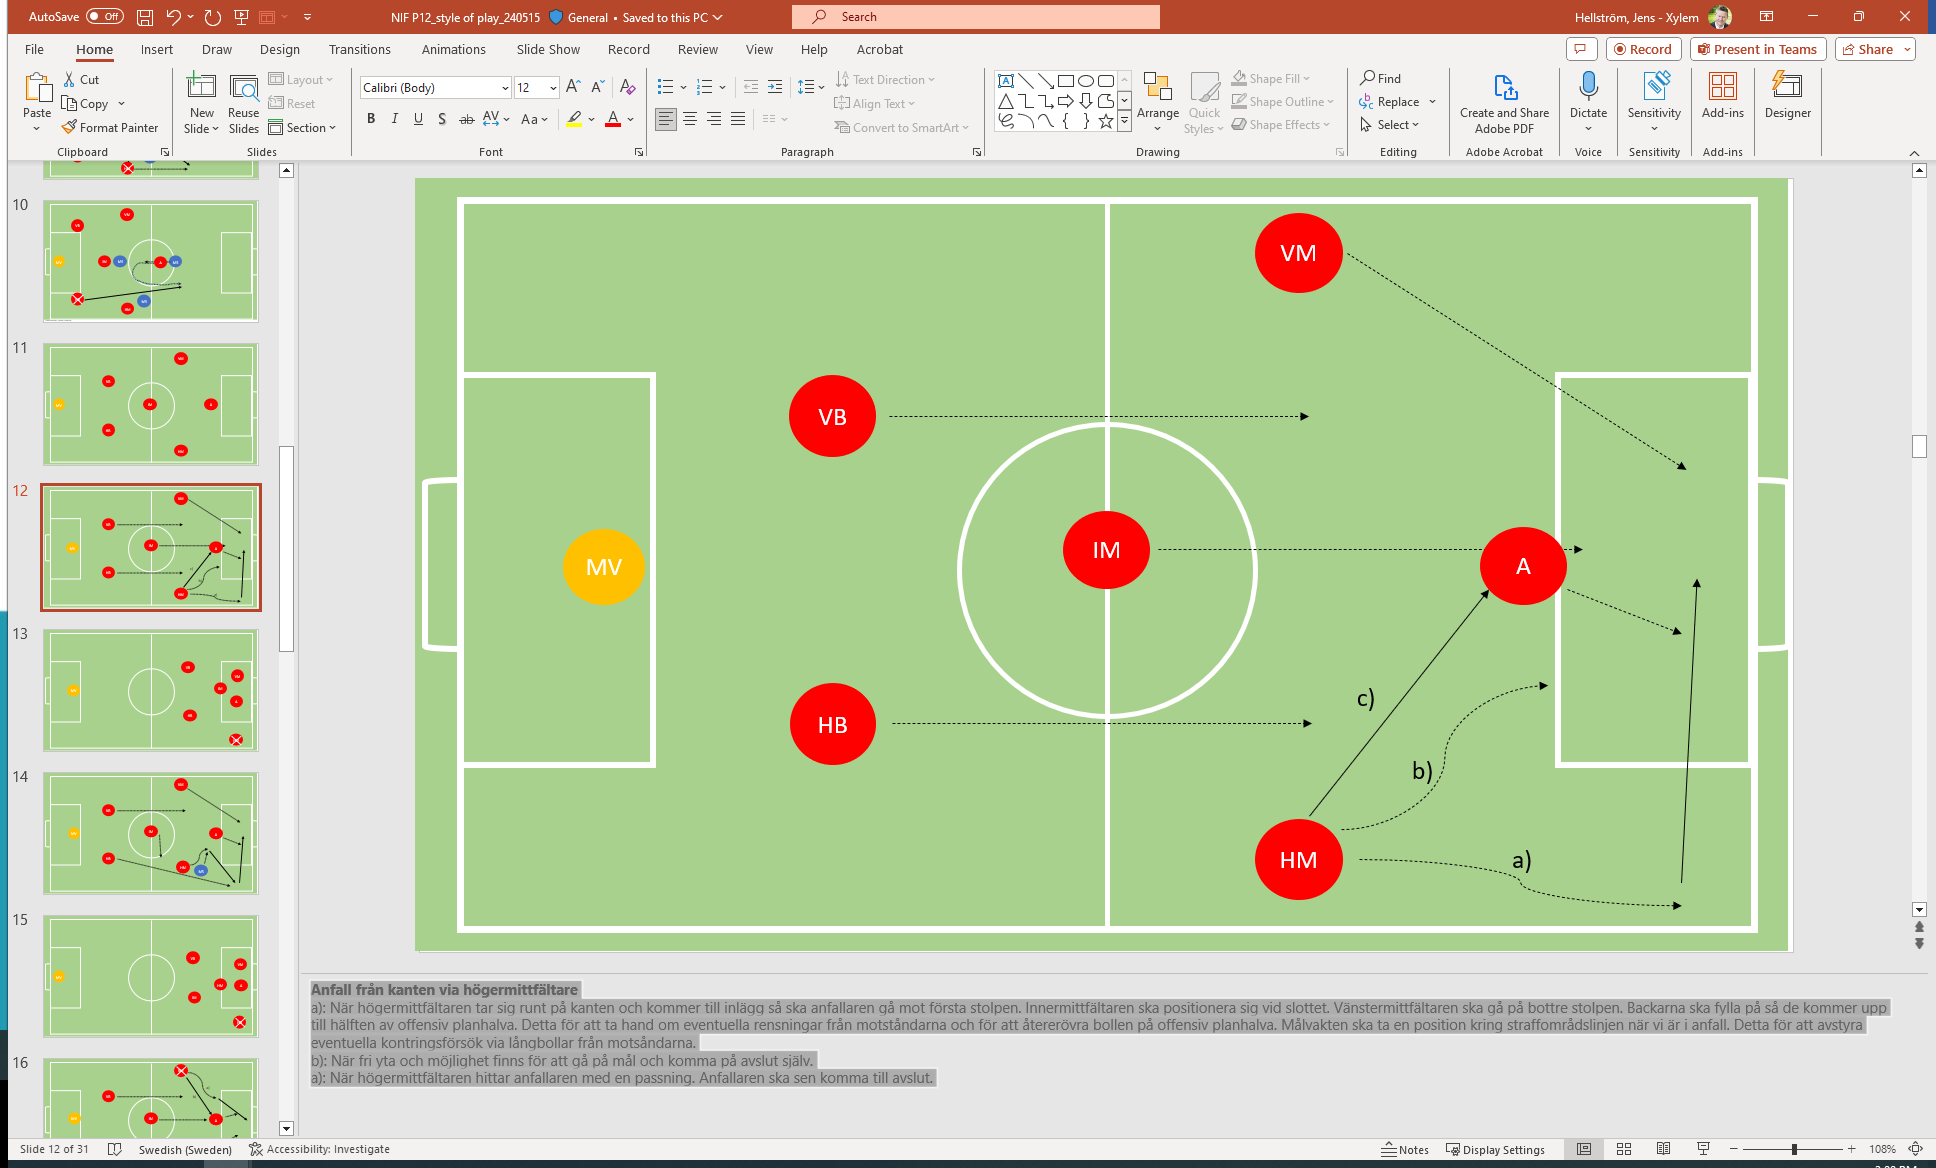 AutoSave Off
NIF P12_style of play_240515
General • Saved to this PC
Search
Hellström, Jens - Xylem
File Home Insert Draw Design Transitions Animations Slide Show Record Review View Help Acrobat
Record
Present in Teams
Share
Paste
Cut
Copy
Format Painter
Clipboard
New Slide
Reuse Slides
Layout
Reset
Section
Slides
Calibri (Body) 12
B I U S ab AV Aa A
Font
Text Direction
Align Text
Convert to SmartArt
Paragraph
Arrange
Quick Styles
Shape Fill
Shape Outline
Shape Effects
Drawing
Find
Replace
Select
Editing
Create and Share
Adobe PDF
Adobe Acrobat
Dictate
Voice
Sensitivity
Sensitivity
Add-ins
Add-ins
Designer
10
11
12
13
14
15
16
VM
VB
MV
IM
A
HB
HM
c)
b)
a)
Anfall från kanten via högermittfältare
a): När högermittfältaren tar sig runt på kanten och kommer till inlägg så ska anfallaren gå mot första stolpen. Innermittfältaren ska positionera sig vid slottet. Vänstermittfältaren ska gå på bottre stolpen. Backarna ska fylla på så de kommer upp
till hälften av offensiv planhalva. Detta för att ta hand om eventuella rensningar från motståndarna och för att återerövra bollen på offensiv planhalva. Målvakten ska ta en position kring straffområdslinjen när vi är i anfall. Detta för att avstyra
eventuella kontringsförsök via långbollar från motsåndarna.
b): När fri yta och möjlighet finns för att gå på mål och komma på avslut själv.
a): När högermittfältaren hittar anfallaren med en passning. Anfallaren ska sen komma till avslut.
Slide 12 of 31
Swedish (Sweden)
Accessibility: Investigate
Notes
Display Settings
108%